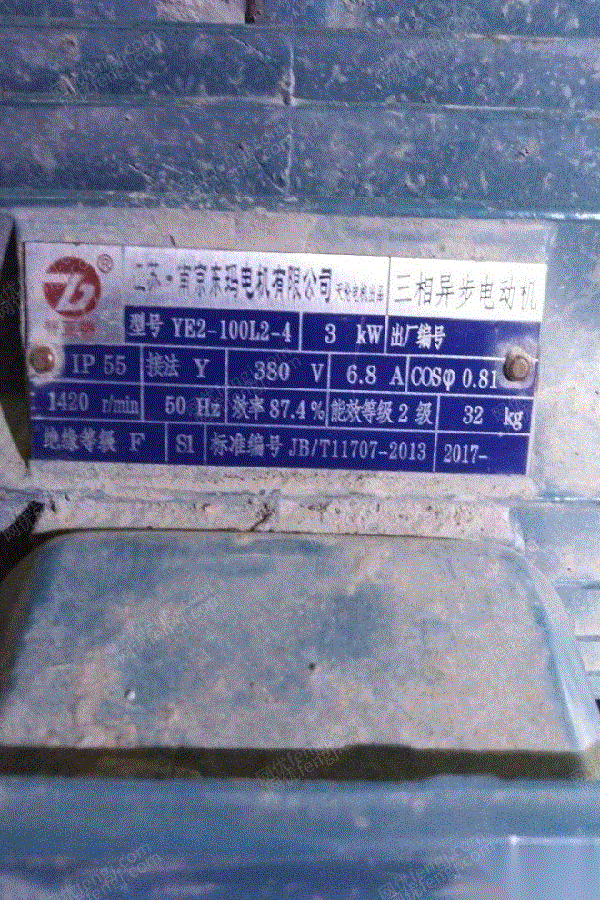 江苏·南京东玛电机有限公司 三相异步电动机
型号 YE2-100L2-4 3 kW 出厂编号
IP 55 接法 Y 380 V 6.8 A COSφ 0.81
1420 r/min 50 Hz 效率 87.4% 能效等级 2 级 32 kg
绝缘等级 F S1 标准编号 JB/T11707-2013 2017-